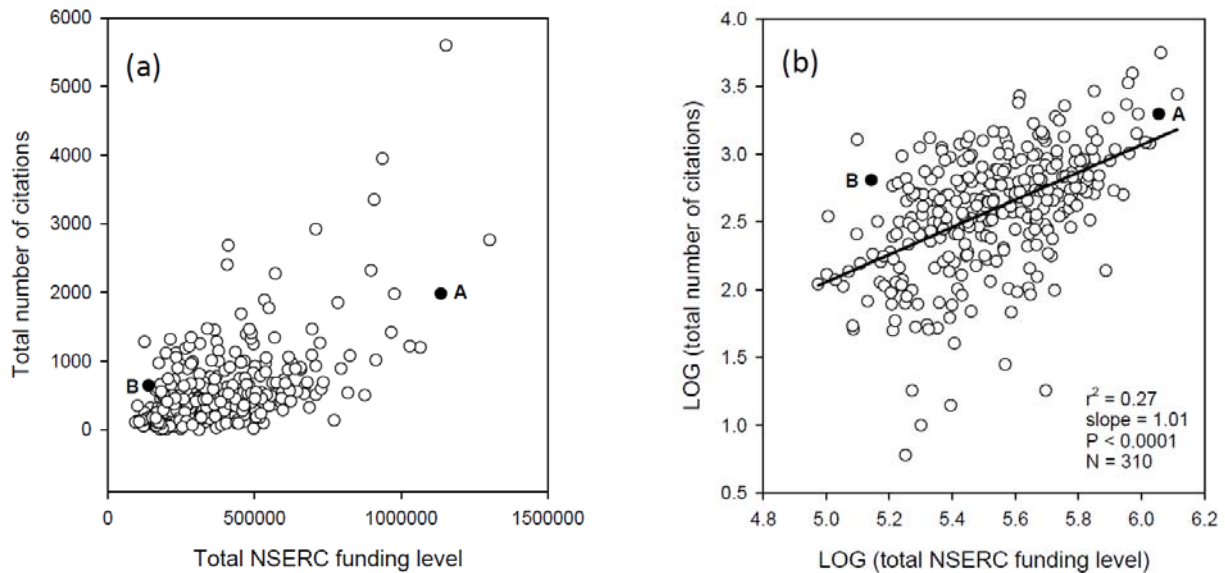 (a)
Total number of citations
6000
5000
4000
3000
2000
1000
0
A
B
0
500000
1000000
1500000
Total NSERC funding level
(b)
LOG (total number of citations)
4.0
3.5
3.0
2.5
2.0
1.5
1.0
0.5
A
B
r² = 0.27
slope = 1.01
P < 0.0001
N = 310
4.8
5.0
5.2
5.4
5.6
5.8
6.0
6.2
LOG (total NSERC funding level)